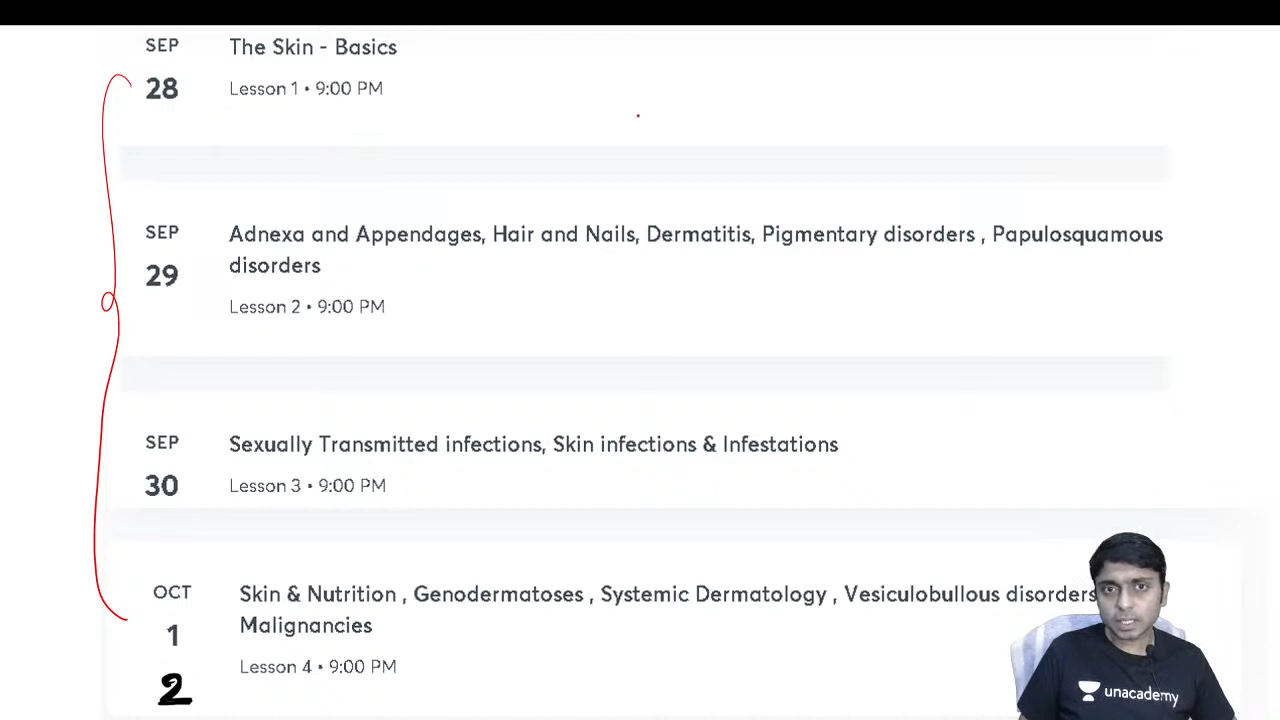 SEP
The Skin - Basics
28
Lesson 1 • 9:00 PM
SEP
Adnexa and Appendages, Hair and Nails, Dermatitis, Pigmentary disorders , Papulosquamous
29
disorders
Lesson 2 • 9:00 PM
SEP
Sexually Transmitted infections, Skin infections & Infestations
30
Lesson 3 • 9:00 PM
OCT
Skin & Nutrition , Genodermatoses , Systemic Dermatology , Vesiculobullous disorders
1
Malignancies
Lesson 4 • 9:00 PM
2
unacademy